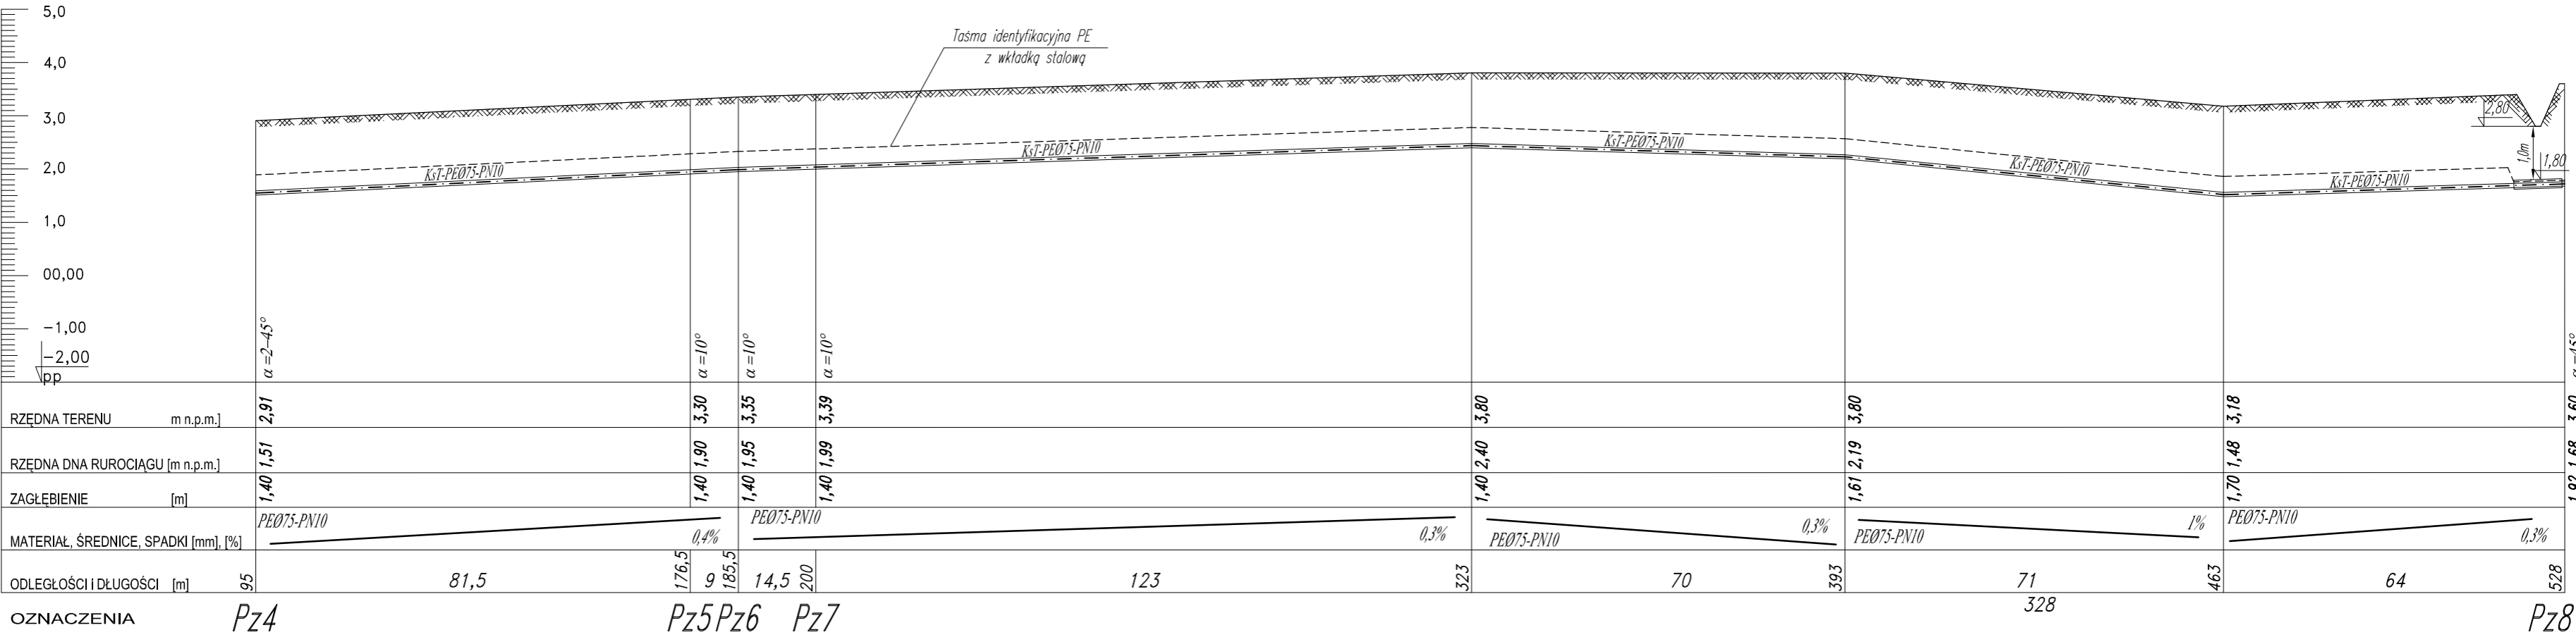 5,0
4,0
3,0
2,0
1,0
00,00
-1,00
-2,00
pp
Taśma identyfikacyjna PE
z wkładką stalową
KsT-PEØ75-PN10
KsT-PEØ75-PN10
KsT-PEØ75-PN10
KsT-PEØ75-PN10
KsT-PEØ75-PN10
2,80
1,0m
1,80
α=2-45°
α=10°
α=10°
α=10°
α=45°
RZĘDNA TERENU m n.p.m.] 2,91 3,30 3,35 3,39 3,80 3,80 3,18 3,60
RZĘDNA DNA RUROCIĄGU [m n.p.m.] 1,51 1,90 1,95 1,99 2,40 2,19 1,48 1,68
ZAGŁĘBIENIE [m] 1,40 1,40 1,40 1,40 1,40 1,61 1,70 1,92
MATERIAŁ, ŚREDNICE, SPADKI [mm], [%] PEØ75-PN10 0,4% PEØ75-PN10 0,3% PEØ75-PN10 0,3% PEØ75-PN10 1% PEØ75-PN10 0,3%
ODLEGŁOŚCI i DŁUGOŚCI [m] 95 81,5 176,5 9 185,5 14,5 200 123 323 70 393 71 463 64 528
328
OZNACZENIA Pz4 Pz5 Pz6 Pz7 Pz8